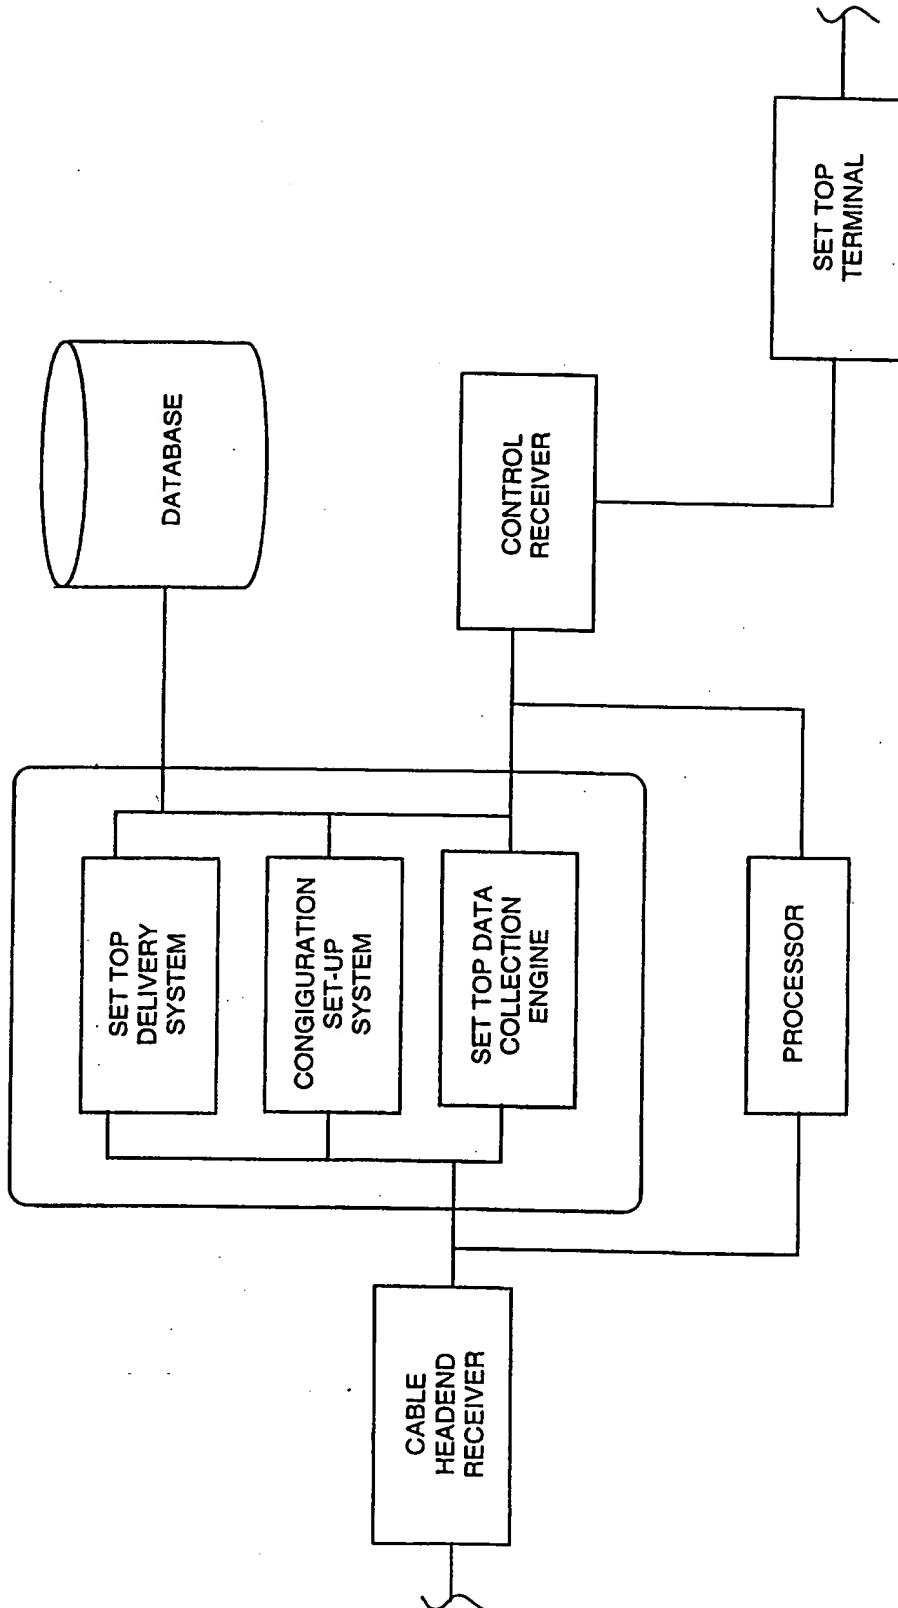 CABLE
HEADEND
RECEIVER
SET TOP
DELIVERY
SYSTEM
CONGIGURATION
SET-UP
SYSTEM
SET TOP DATA
COLLECTION
ENGINE
PROCESSOR
DATABASE
CONTROL
RECEIVER
SET TOP
TERMINAL